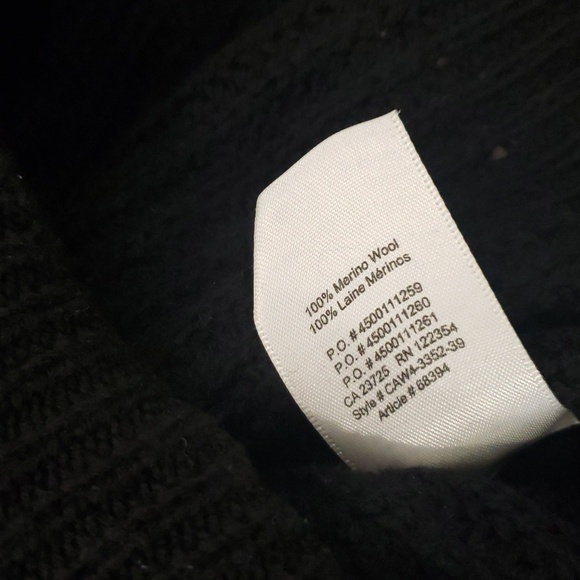 100% Merino Wool
100% Laine Mérinos
P.O. #4500111259
P.O. #4500111260
P.O. #4500111261
CA 23725 RN 122354
Style # CAW4-3352-39
Article # 68394